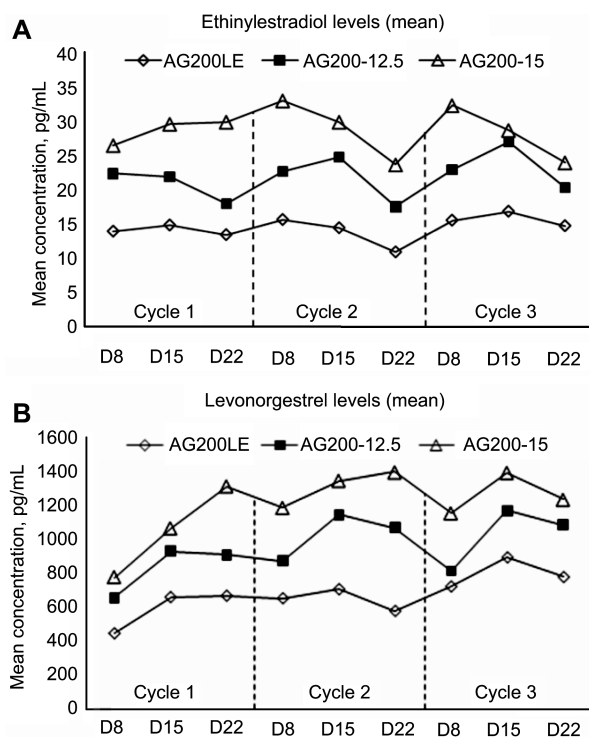 A
Ethinylestradiol levels (mean)
AG200LE AG200-12.5 AG200-15
Mean concentration, pg/mL
40
35
30
25
20
15
10
5
0
Cycle 1 Cycle 2 Cycle 3
D8 D15 D22 D8 D15 D22 D8 D15 D22
B
Levonorgestrel levels (mean)
AG200LE AG200-12.5 AG200-15
Mean concentration, pg/mL
1600
1400
1200
1000
800
600
400
200
0
Cycle 1 Cycle 2 Cycle 3
D8 D15 D22 D8 D15 D22 D8 D15 D22